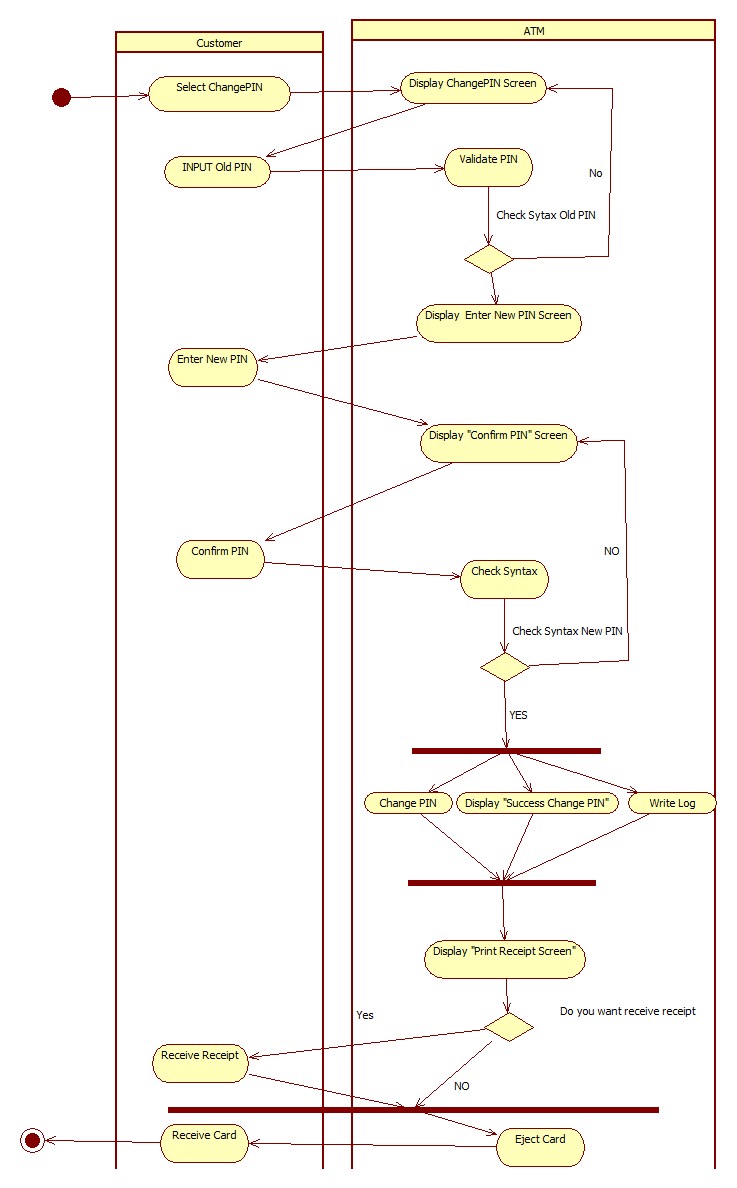 Customer
ATM
Select ChangePIN
Display ChangePIN Screen
INPUT Old PIN
Validate PIN
No
Check Sytax Old PIN
Display  Enter New PIN Screen
Enter New PIN
Display "Confirm PIN" Screen
Confirm PIN
NO
Check Syntax
Check Syntax New PIN
YES
Change PIN
Display "Success Change PIN"
Write Log
Display "Print Receipt Screen"
Do you want receive receipt
Yes
Receive Receipt
NO
Receive Card
Eject Card